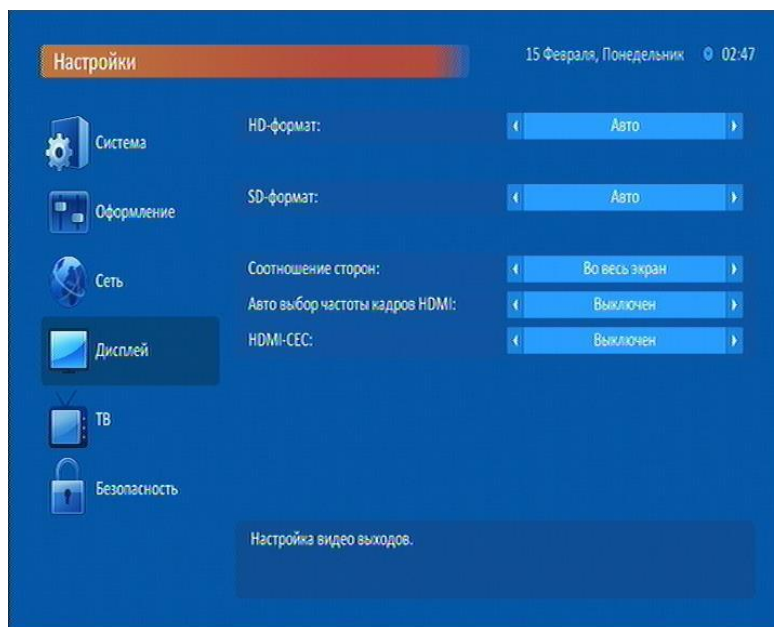 Настройки
15 Февраля, Понедельник 02:47
Система
Оформление
Сеть
Дисплей
ТВ
Безопасность
HD-формат: Авто
SD-формат: Авто
Соотношение сторон: Во весь экран
Авто выбор частоты кадров HDMI: Выключен
HDMI-CEC: Выключен
Настройка видео выходов.